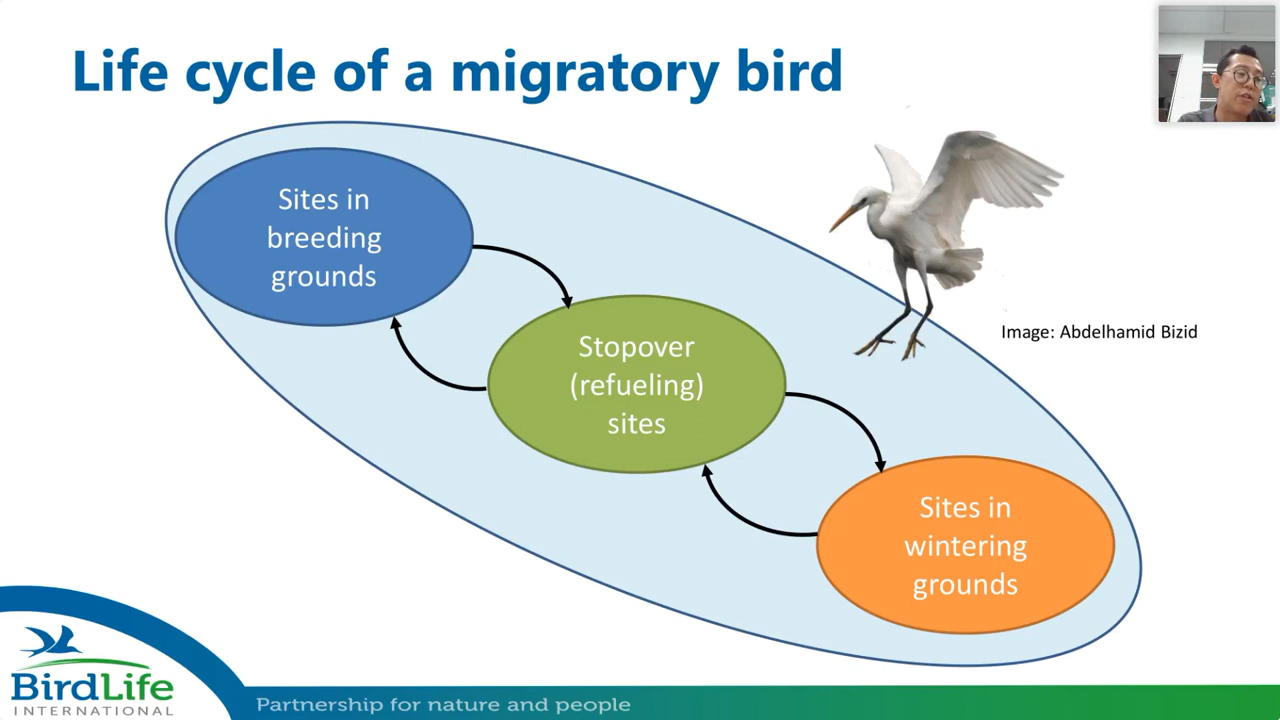 Life cycle of a migratory bird
Sites in
breeding
grounds
Stopover
(refueling)
sites
Image: Abdelhamid Bizid
Sites in
wintering
grounds
BirdLife
INTERNATIONAL
Partnership for nature and people